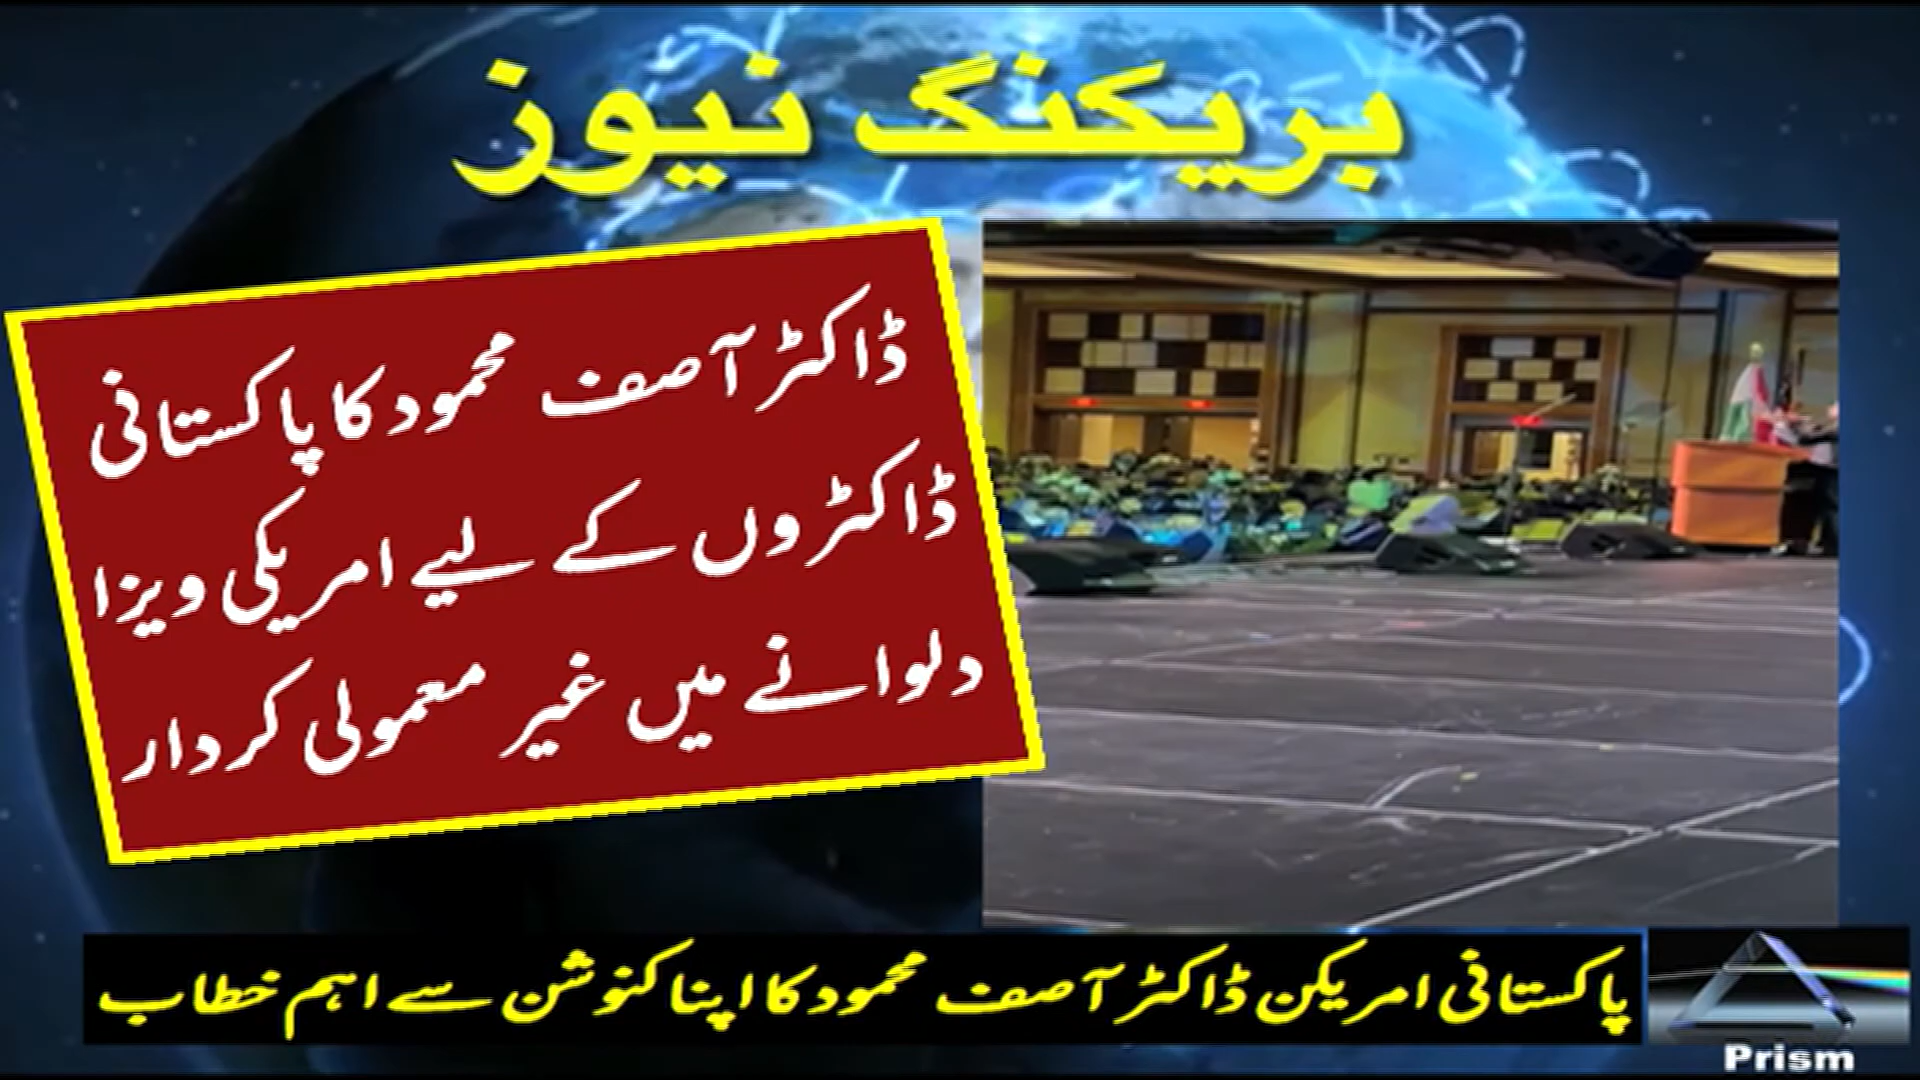 بریکنگ نیوز
ڈاکٹر آصف محمود کا پاکستانی
ڈاکٹروں کے لیے امریکی ویزا
دلوانے میں غیر معمولی کردار
پاکستانی امریکن ڈاکٹر آصف محمود کا اپنا کنوشن سے اہم خطاب
Prism